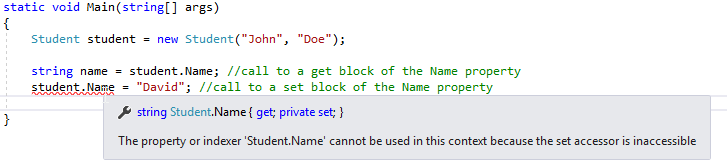 static void Main(string[] args)
{
Student student = new Student("John", "Doe");
string name = student.Name; //call to a get block of the Name property
student.Name = "David"; //call to a set block of the Name property
string Student.Name { get; private set; }
The property or indexer 'Student.Name' cannot be used in this context because the set accessor is inaccessible
}